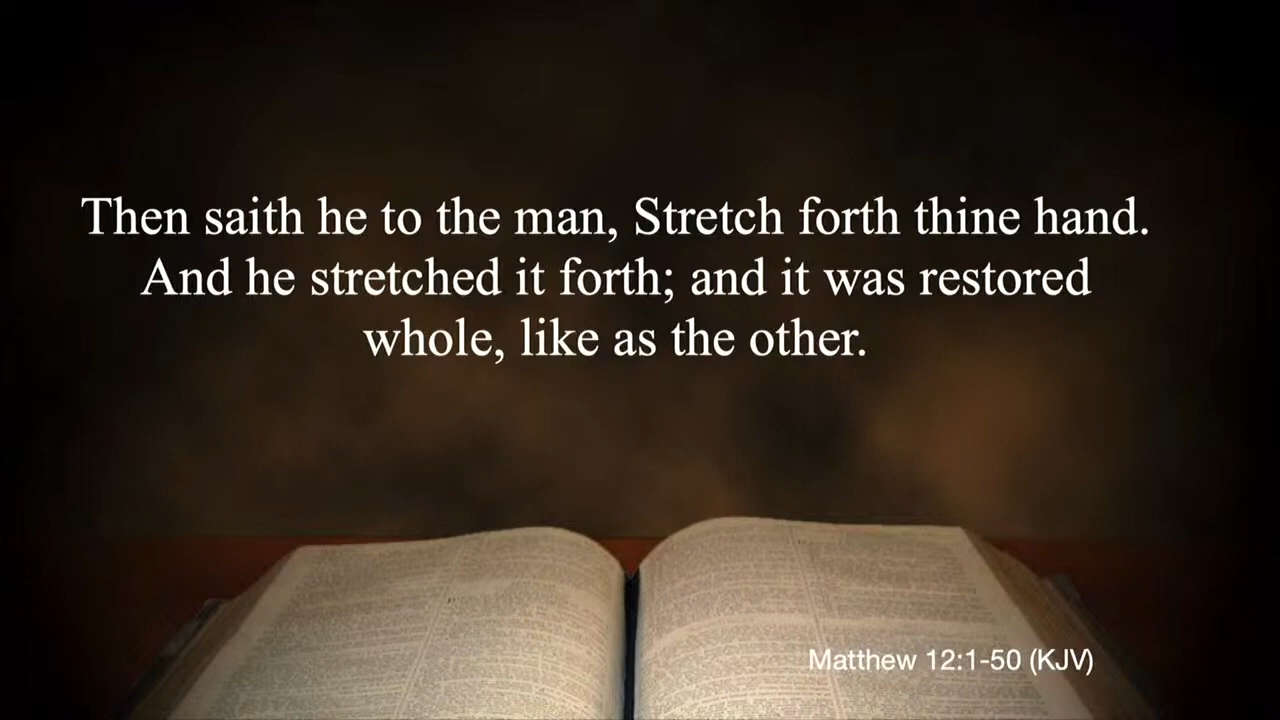 Then saith he to the man, Stretch forth thine hand.
And he stretched it forth; and it was restored
whole, like as the other.
Matthew 12:1-50 (KJV)